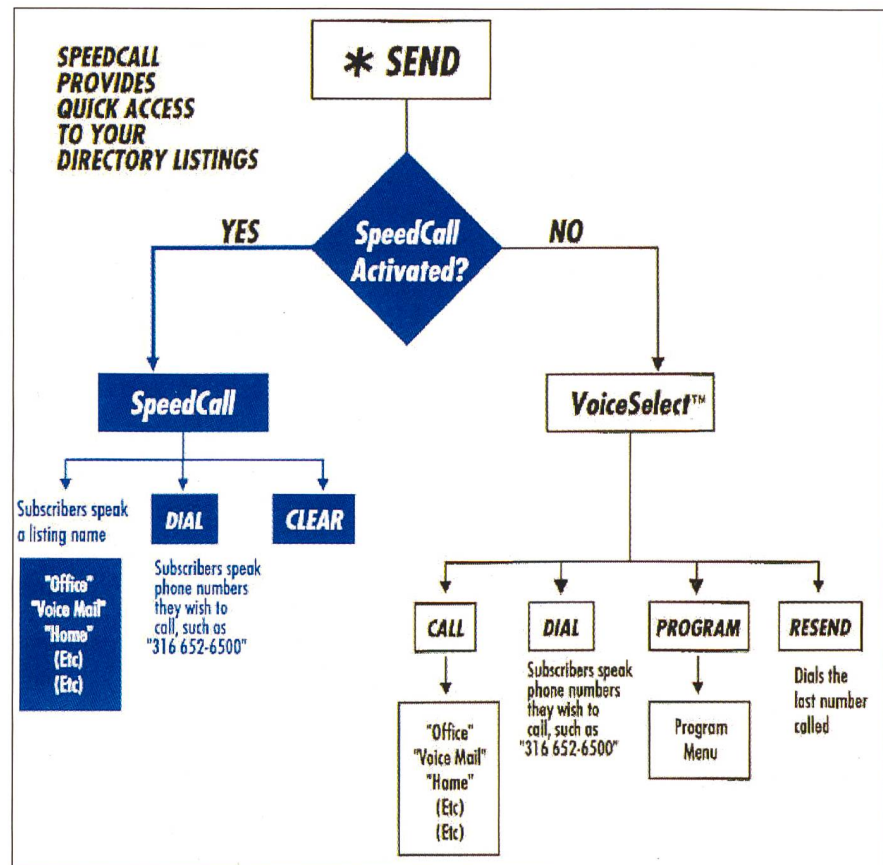 SPEEDCALL
PROVIDES
QUICK ACCESS
TO YOUR
DIRECTORY LISTINGS
* SEND
YES
SpeedCall
Activated?
NO
SpeedCall
VoiceSelect™
Subscribers speak
a listing name
"Office"
"Voice Mail"
"Home"
(Etc)
(Etc)
DIAL
Subscribers speak
phone numbers
they wish to
call, such as
"316 652-6500"
CLEAR
CALL
"Office"
"Voice Mail"
"Home"
(Etc)
(Etc)
DIAL
Subscribers speak
phone numbers
they wish to
call, such as
"316 652-6500"
PROGRAM
Program
Menu
RESEND
Dials the
last number
called